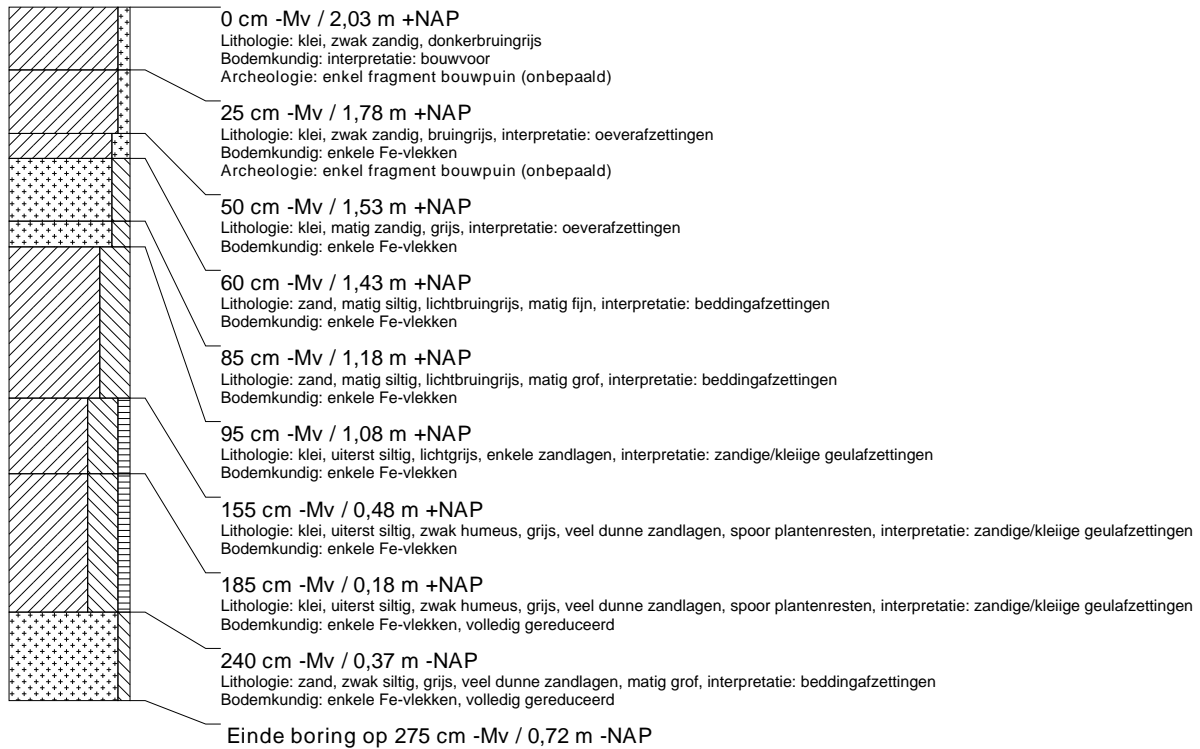 0 cm -Mv / 2,03 m +NAP
Lithologie: klei, zwak zandig, donkerbruingrijs
Bodemkundig: interpretatie: bouwvoor
Archeologie: enkel fragment bouwpuin (onbepaald)
25 cm -Mv / 1,78 m +NAP
Lithologie: klei, zwak zandig, bruingrijs, interpretatie: oeverafzettingen
Bodemkundig: enkele Fe-vlekken
Archeologie: enkel fragment bouwpuin (onbepaald)
50 cm -Mv / 1,53 m +NAP
Lithologie: klei, matig zandig, grijs, interpretatie: oeverafzettingen
Bodemkundig: enkele Fe-vlekken
60 cm -Mv / 1,43 m +NAP
Lithologie: zand, matig siltig, lichtbruingrijs, matig fijn, interpretatie: beddingafzettingen
Bodemkundig: enkele Fe-vlekken
85 cm -Mv / 1,18 m +NAP
Lithologie: zand, matig siltig, lichtbruingrijs, matig grof, interpretatie: beddingafzettingen
Bodemkundig: enkele Fe-vlekken
95 cm -Mv / 1,08 m +NAP
Lithologie: klei, uiterst siltig, lichtgrijs, enkele zandlagen, interpretatie: zandige/kleiige geulafzettingen
Bodemkundig: enkele Fe-vlekken
155 cm -Mv / 0,48 m +NAP
Lithologie: klei, uiterst siltig, zwak humeus, grijs, veel dunne zandlagen, spoor plantenresten, interpretatie: zandige/kleiige geulafzettingen
Bodemkundig: enkele Fe-vlekken
185 cm -Mv / 0,18 m +NAP
Lithologie: klei, uiterst siltig, zwak humeus, grijs, veel dunne zandlagen, spoor plantenresten, interpretatie: zandige/kleiige geulafzettingen
Bodemkundig: enkele Fe-vlekken, volledig gereduceerd
240 cm -Mv / 0,37 m -NAP
Lithologie: zand, zwak siltig, grijs, veel dunne zandlagen, matig grof, interpretatie: beddingafzettingen
Bodemkundig: enkele Fe-vlekken, volledig gereduceerd
Einde boring op 275 cm -Mv / 0,72 m -NAP